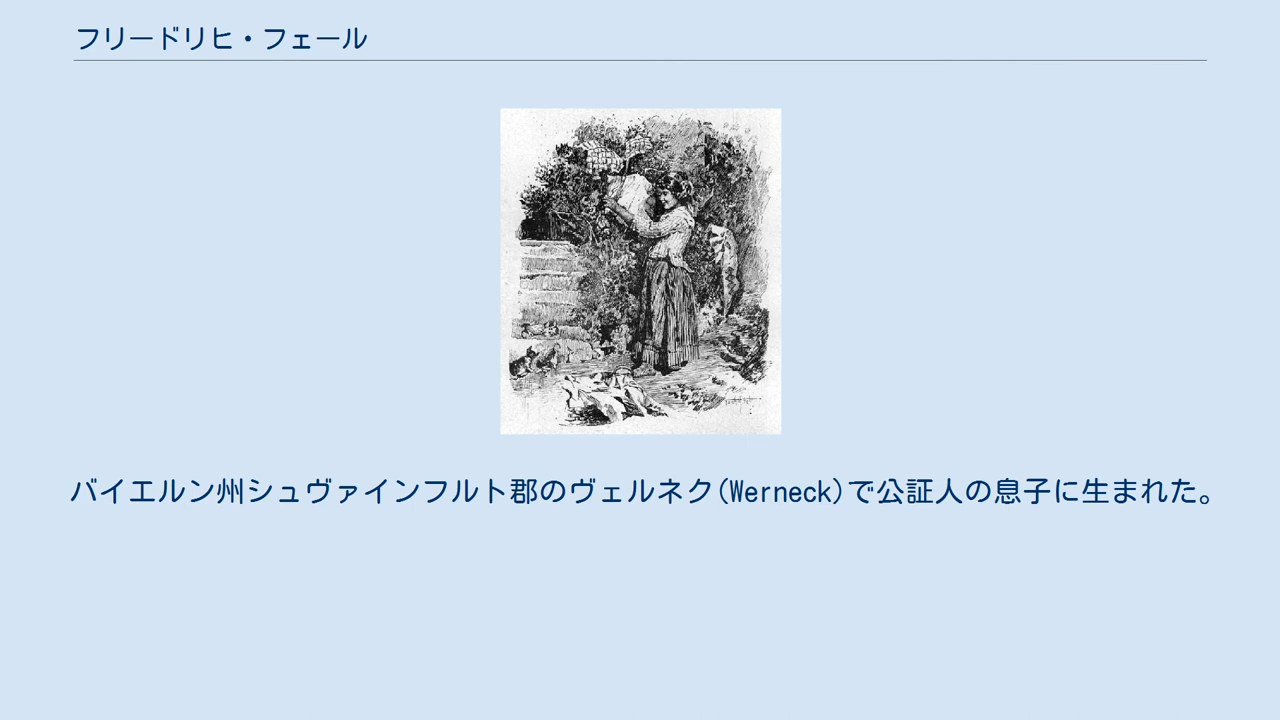 フリードリヒ・フェール
バイエルン州シュヴァインフルト郡のヴェルネク(Werneck)で公証人の息子に生まれた。